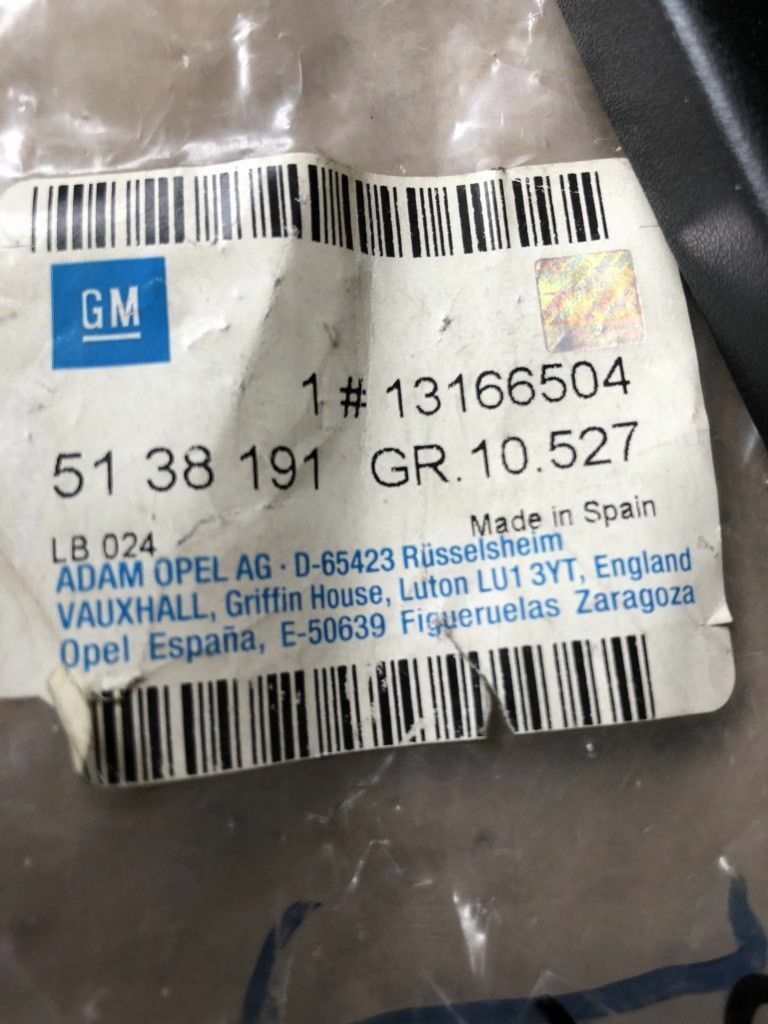 GM
1 # 13166504
51 38 191 GR.10.527
LB 024 Made in Spain
ADAM OPEL AG · D-65423 Rüsselsheim
VAUXHALL, Griffin House, Luton LU1 3YT, England
Opel España, E-50639 Figueruelas Zaragoza